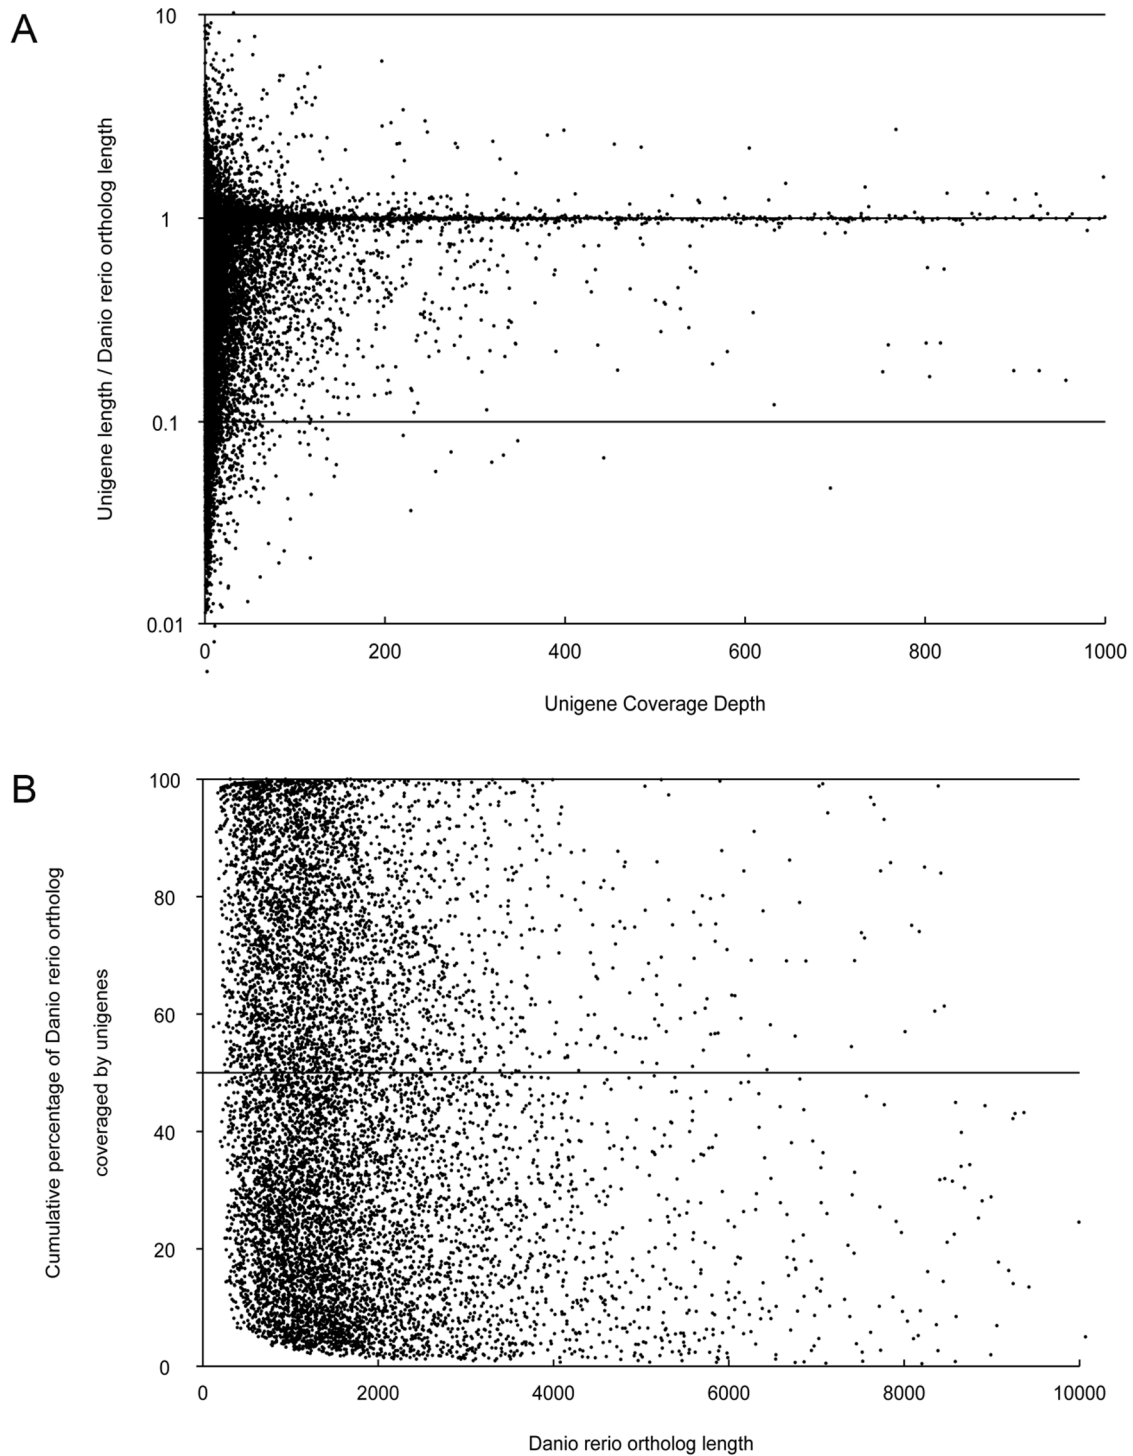 A
10
1
0.1
0.01
Unigene length / Danio rerio ortholog length
0 200 400 600 800 1000
Unigene Coverage Depth
B
100
80
60
40
20
0
Cumulative percentage of Danio rerio ortholog
coveraged by unigenes
0 2000 4000 6000 8000 10000
Danio rerio ortholog length